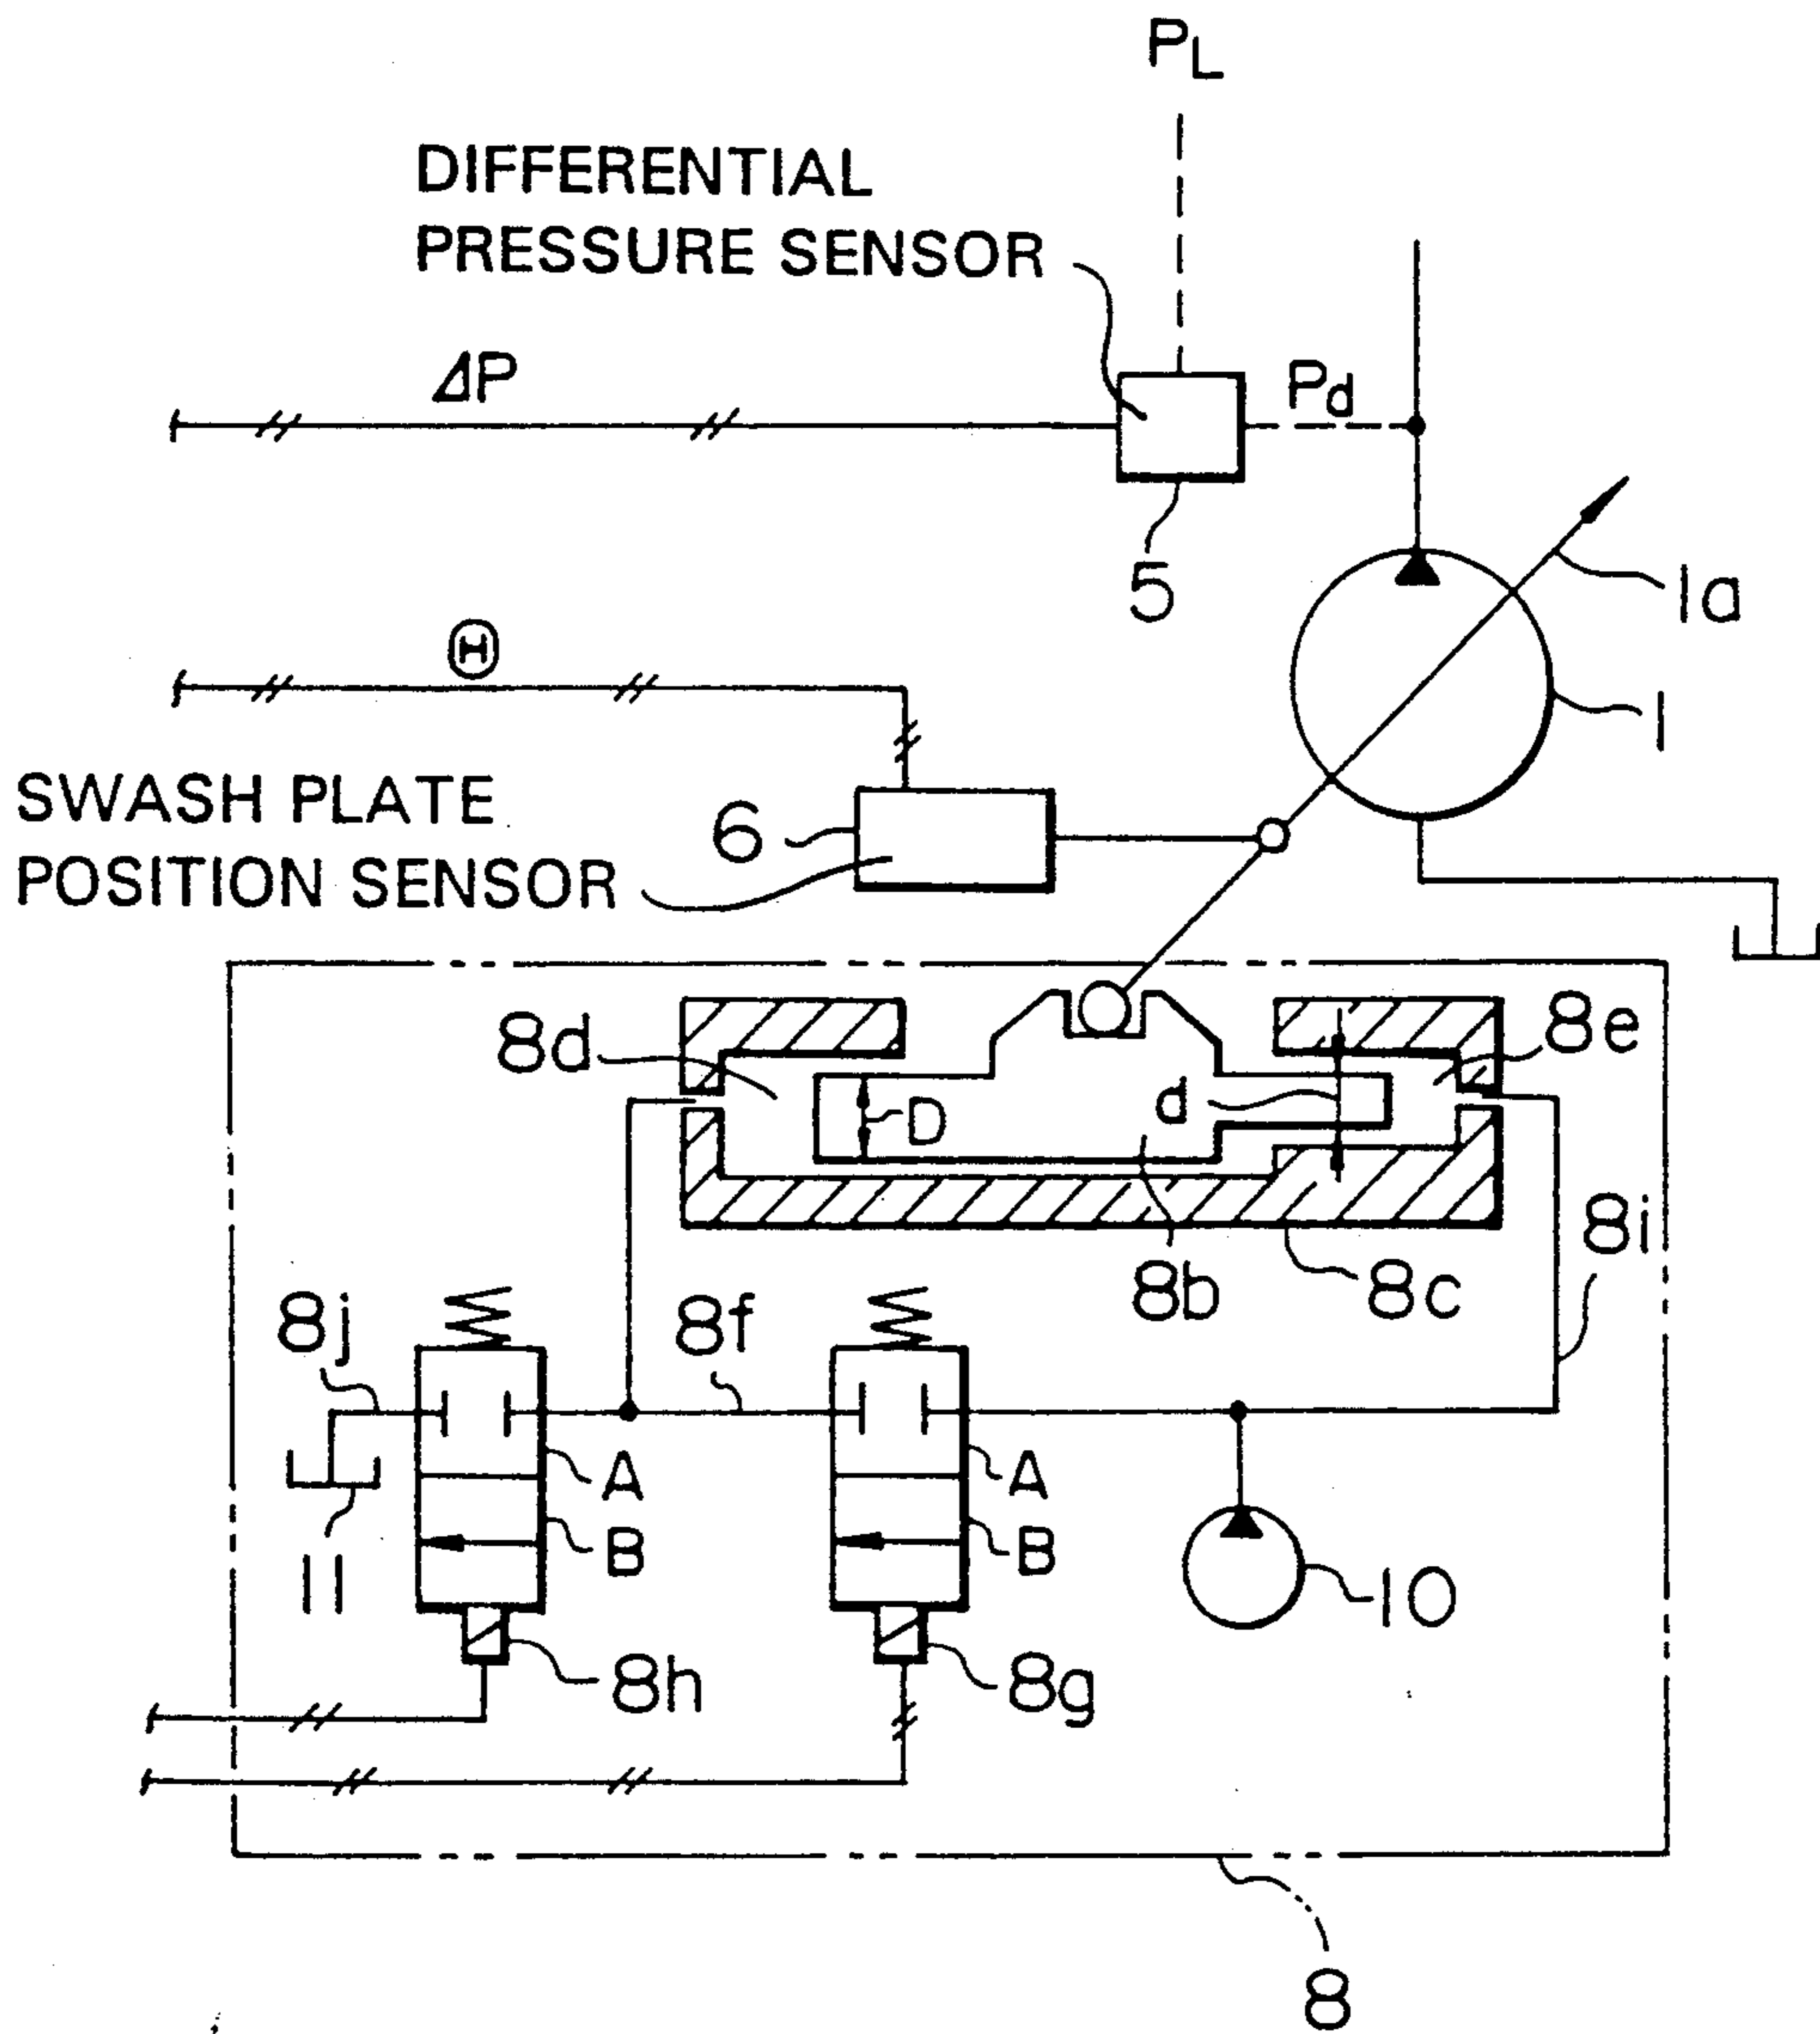 PL
DIFFERENTIAL
PRESSURE SENSOR
ΔP
Pd
5
1a
Θ
1
SWASH PLATE
POSITION SENSOR
6
8d
8e
D
d
8i
8b
8c
8j
8f
A
A
B
B
11
10
8h
8g
8